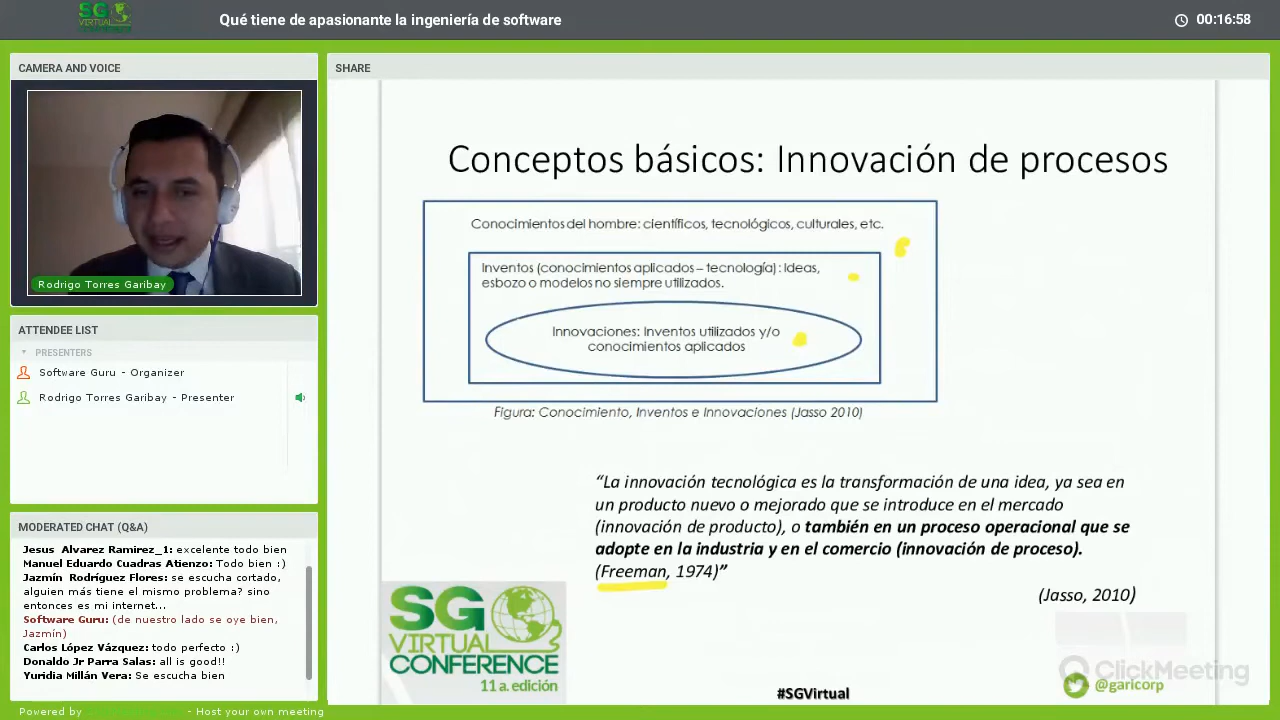 SG
VIRTUAL
CONFERENCE
Qué tiene de apasionante la ingeniería de software
00:16:58
CAMERA AND VOICE
Rodrigo Torres Garibay
ATTENDEE LIST
PRESENTERS
Software Guru - Organizer
Rodrigo Torres Garibay - Presenter
MODERATED CHAT (Q&A)
Jesus Alvarez Ramirez_1: excelente todo bien
Manuel Eduardo Cuadras Atienzo: Todo bien :)
Jazmín Rodríguez Flores: se escucha cortado,
alguien más tiene el mismo problema? sino
entonces es mi internet...
Software Guru: (de nuestro lado se oye bien,
Jazmín)
Carlos López Vázquez: todo perfecto :)
Donaldo Jr Parra Salas: all is good!!
Yuridia Millán Vera: Se escucha bien
Powered by - Host your own meeting
SHARE
Conceptos básicos: Innovación de procesos
Conocimientos del hombre: científicos, tecnológicos, culturales, etc.
Inventos (conocimientos aplicados – tecnología): Ideas,
esbozo o modelos no siempre utilizados.
Innovaciones: Inventos utilizados y/o
conocimientos aplicados
Figura: Conocimiento, Inventos e Innovaciones (Jasso 2010)
“La innovación tecnológica es la transformación de una idea, ya sea en
un producto nuevo o mejorado que se introduce en el mercado
(innovación de producto), o también en un proceso operacional que se
adopte en la industria y en el comercio (innovación de proceso).
(Freeman, 1974)”
(Jasso, 2010)
SG
VIRTUAL
CONFERENCE
11a. edición
#SGVirtual
ClickMeeting
@garicorp